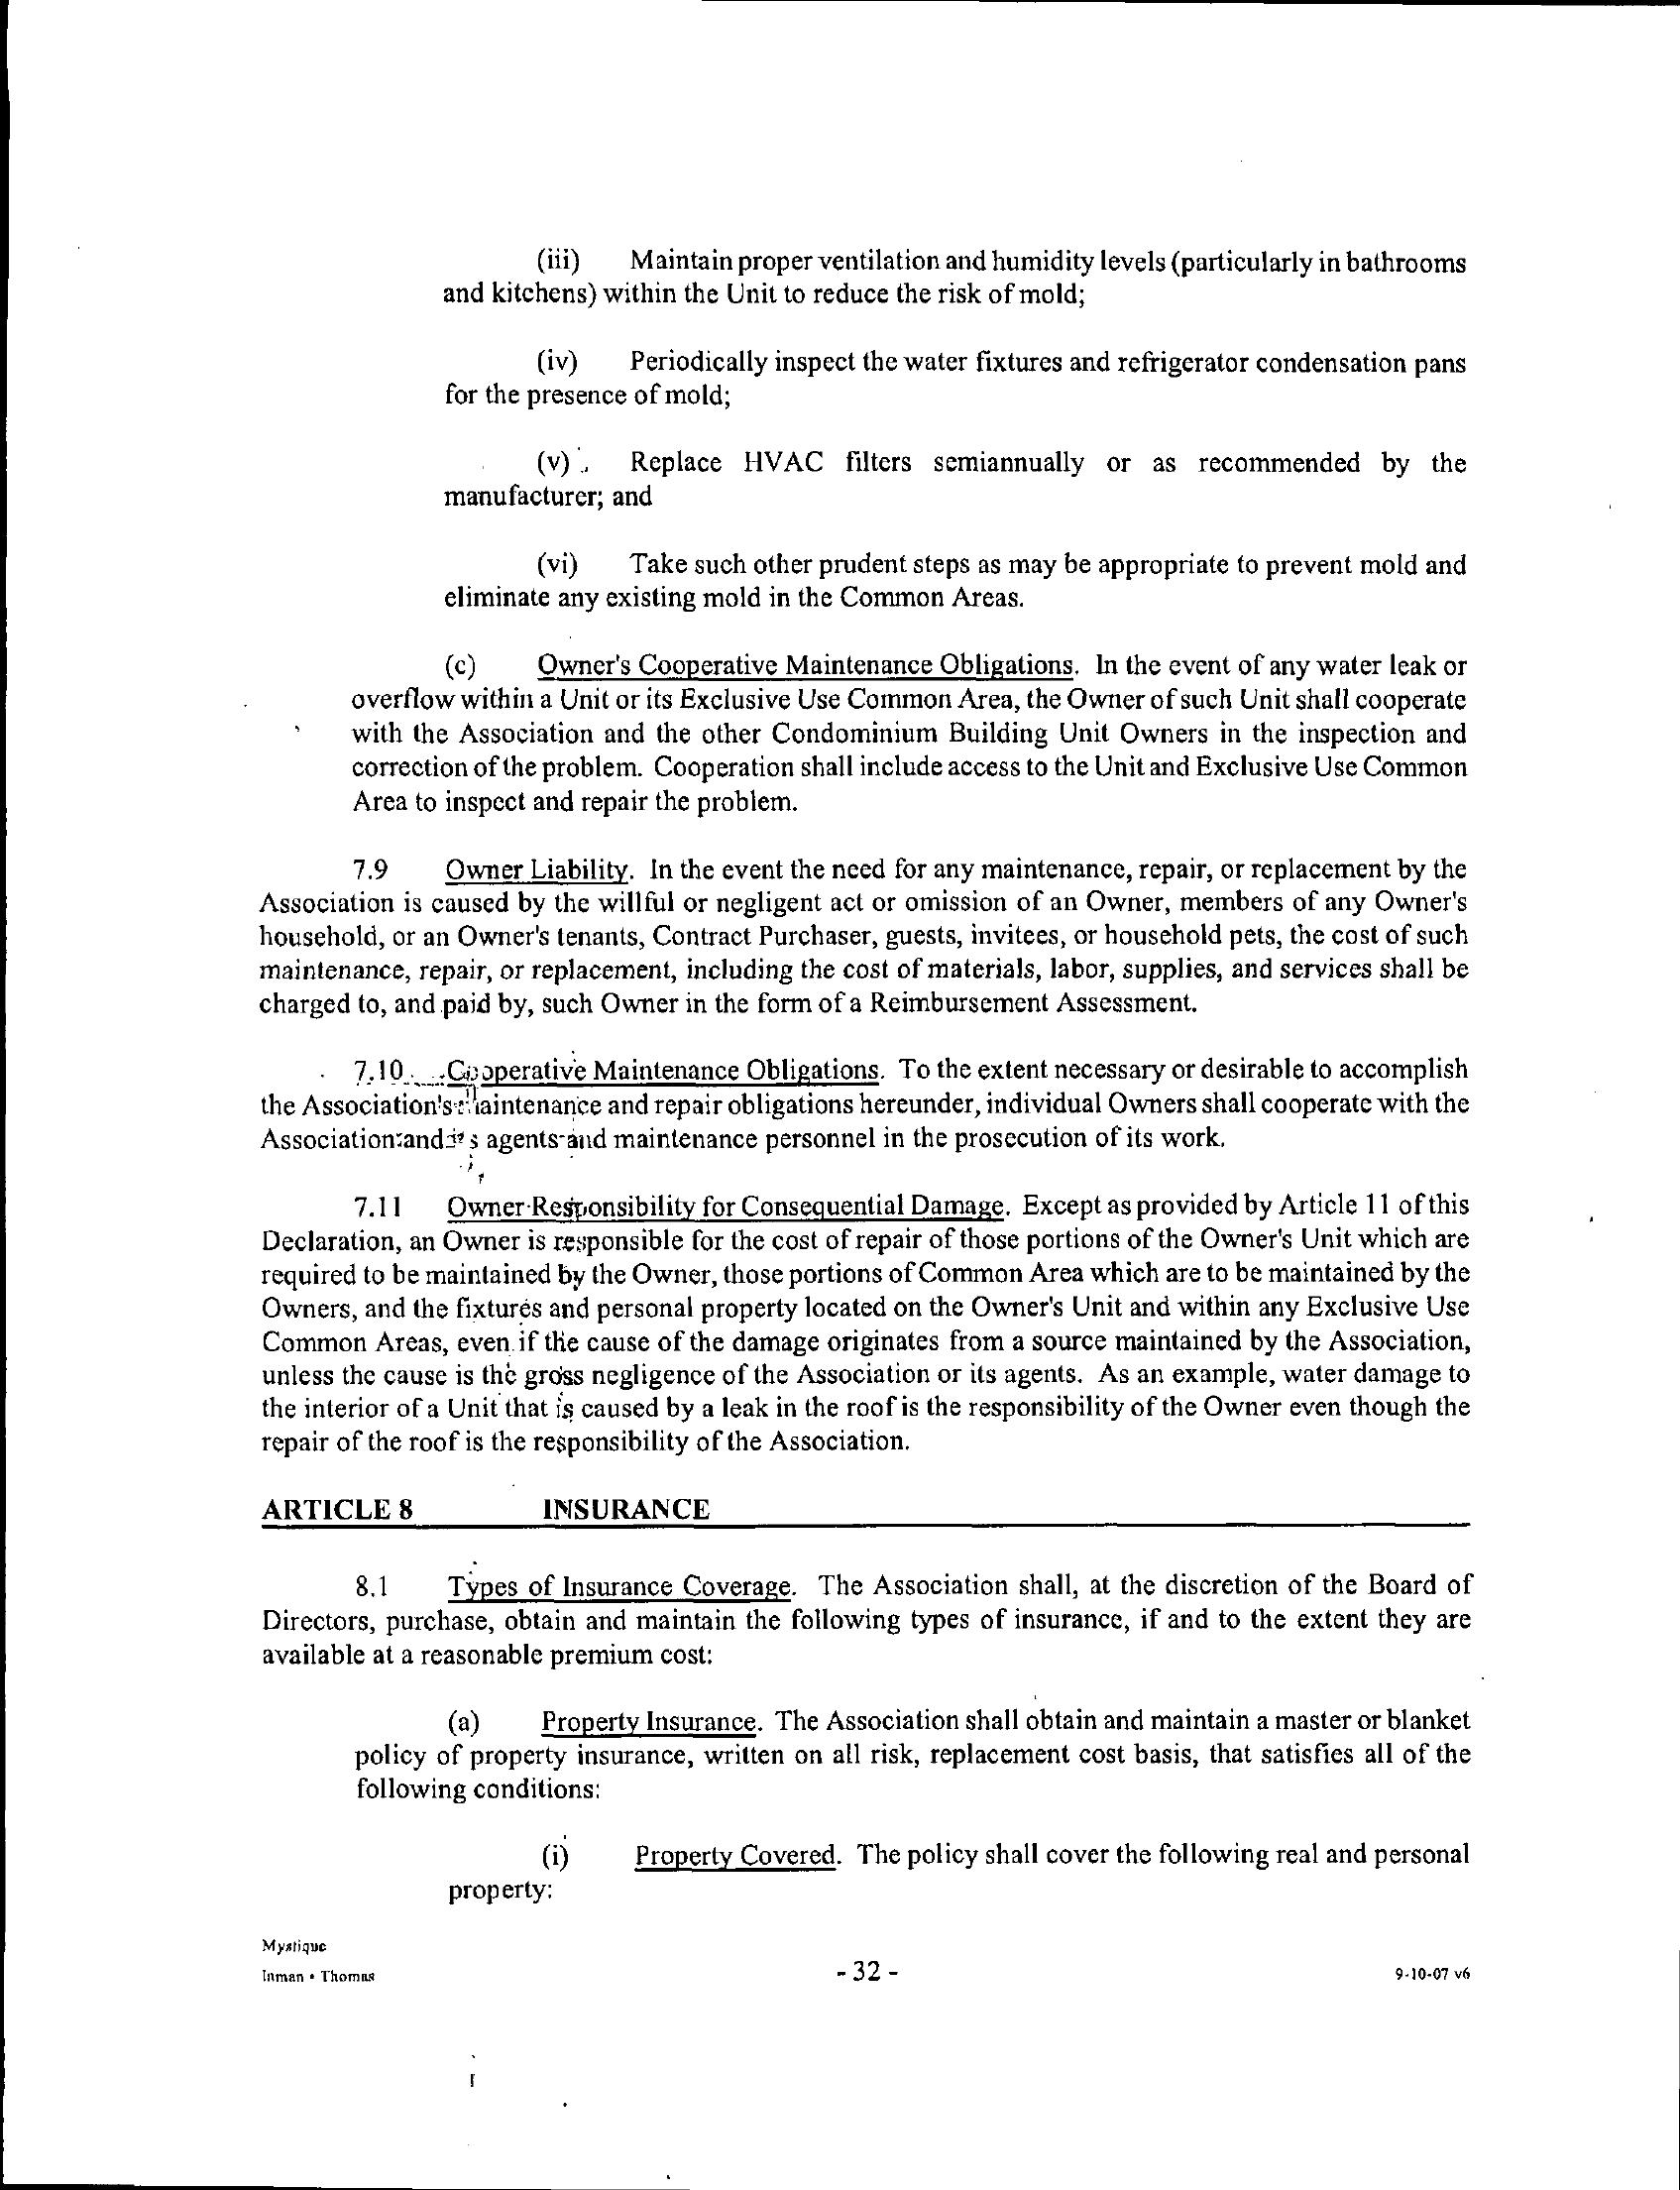 (iii) Maintain proper ventilation and humidity levels (particularly in bathrooms
and kitchens) within the Unit to reduce the risk of mold;
(iv) Periodically inspect the water fixtures and refrigerator condensation pans
for the presence of mold;
(v) Replace HVAC filters semiannually or as recommended by the
manufacturer; and
(vi) Take such other prudent steps as may be appropriate to prevent mold and
eliminate any existing mold in the Common Areas.
(c) Owner's Cooperative Maintenance Obligations. In the event of any water leak or
overflow within a Unit or its Exclusive Use Common Area, the Owner of such Unit shall cooperate
with the Association and the other Condominium Building Unit Owners in the inspection and
correction of the problem. Cooperation shall include access to the Unit and Exclusive Use Common
Area to inspect and repair the problem.
7.9 Owner Liability. In the event the need for any maintenance, repair, or replacement by the
Association is caused by the willful or negligent act or omission of an Owner, members of any Owner's
household, or an Owner's tenants, Contract Purchaser, guests, invitees, or household pets, the cost of such
maintenance, repair, or replacement, including the cost of materials, labor, supplies, and services shall be
charged to, and paid by, such Owner in the form of a Reimbursement Assessment.
7.10 Cooperative Maintenance Obligations. To the extent necessary or desirable to accomplish
the Association's maintenance and repair obligations hereunder, individual Owners shall cooperate with the
Association and its agents and maintenance personnel in the prosecution of its work.
7.11 Owner Responsibility for Consequential Damage. Except as provided by Article 11 of this
Declaration, an Owner is responsible for the cost of repair of those portions of the Owner's Unit which are
required to be maintained by the Owner, those portions of Common Area which are to be maintained by the
Owners, and the fixtures and personal property located on the Owner's Unit and within any Exclusive Use
Common Areas, even if the cause of the damage originates from a source maintained by the Association,
unless the cause is the gross negligence of the Association or its agents. As an example, water damage to
the interior of a Unit that is caused by a leak in the roof is the responsibility of the Owner even though the
repair of the roof is the responsibility of the Association.
ARTICLE 8 INSURANCE
8.1 Types of Insurance Coverage. The Association shall, at the discretion of the Board of
Directors, purchase, obtain and maintain the following types of insurance, if and to the extent they are
available at a reasonable premium cost:
(a) Property Insurance. The Association shall obtain and maintain a master or blanket
policy of property insurance, written on all risk, replacement cost basis, that satisfies all of the
following conditions:
(i) Property Covered. The policy shall cover the following real and personal
property:
Mystique
Inman • Thomas
- 32 -
9-10-07 v6